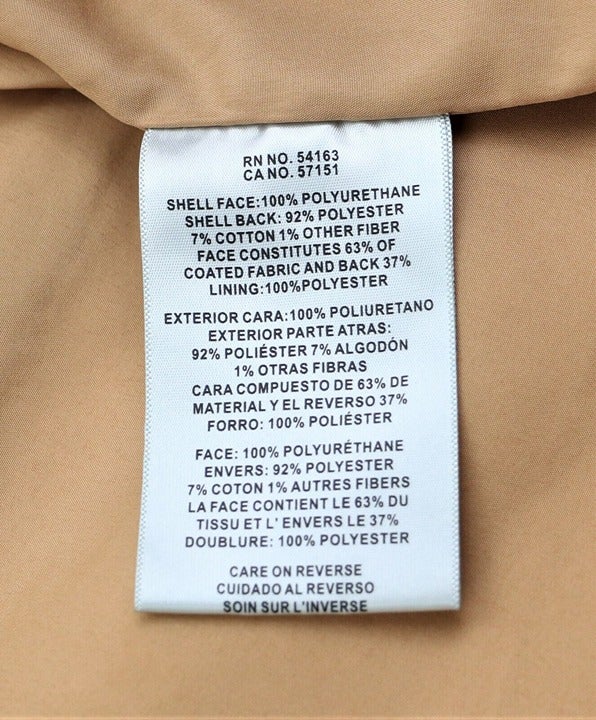 RN NO. 54163
CA NO. 57151
SHELL FACE:100% POLYURETHANE
SHELL BACK: 92% POLYESTER
7% COTTON 1% OTHER FIBER
FACE CONSTITUTES 63% OF
COATED FABRIC AND BACK 37%
LINING:100%POLYESTER
EXTERIOR CARA:100% POLIURETANO
EXTERIOR PARTE ATRAS:
92% POLIÉSTER 7% ALGODÓN
1% OTRAS FIBRAS
CARA COMPUESTO DE 63% DE
MATERIAL Y EL REVERSO 37%
FORRO: 100% POLIÉSTER
FACE: 100% POLYURÉTHANE
ENVERS: 92% POLYESTER
7% COTON 1% AUTRES FIBERS
LA FACE CONTIENT LE 63% DU
TISSU ET L' ENVERS LE 37%
DOUBLURE: 100% POLYESTER
CARE ON REVERSE
CUIDADO AL REVERSO
SOIN SUR L'INVERSE